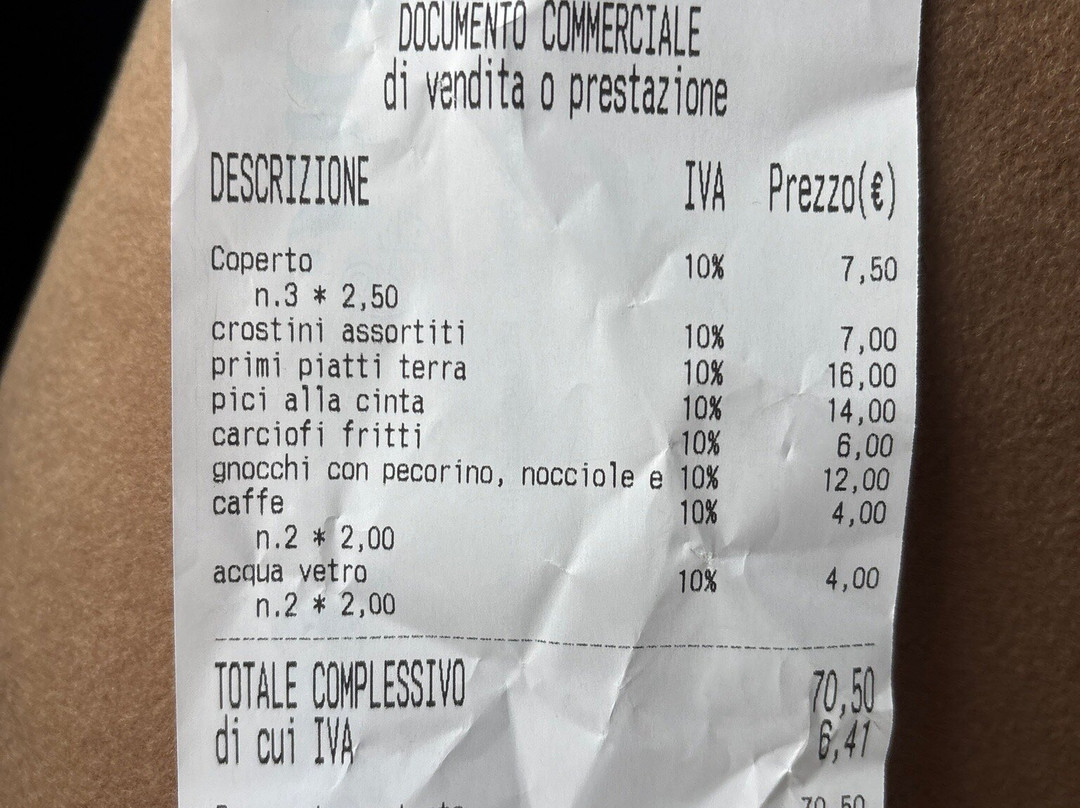 DOCUMENTO COMMERCIALE
di vendita o prestazione
DESCRIZIONE IVA Prezzo(€)
Coperto 10% 7,50
n.3 * 2,50
crostini assortiti 10% 7,00
primi piatti terra 10% 16,00
pici alla cinta 10% 14,00
carciofi fritti 10% 6,00
gnocchi con pecorino, nocciole e 10% 12,00
caffe 10% 4,00
n.2 * 2,00
acqua vetro 10% 4,00
n.2 * 2,00
TOTALE COMPLESSIVO 70,50
di cui IVA 6,41
70,50